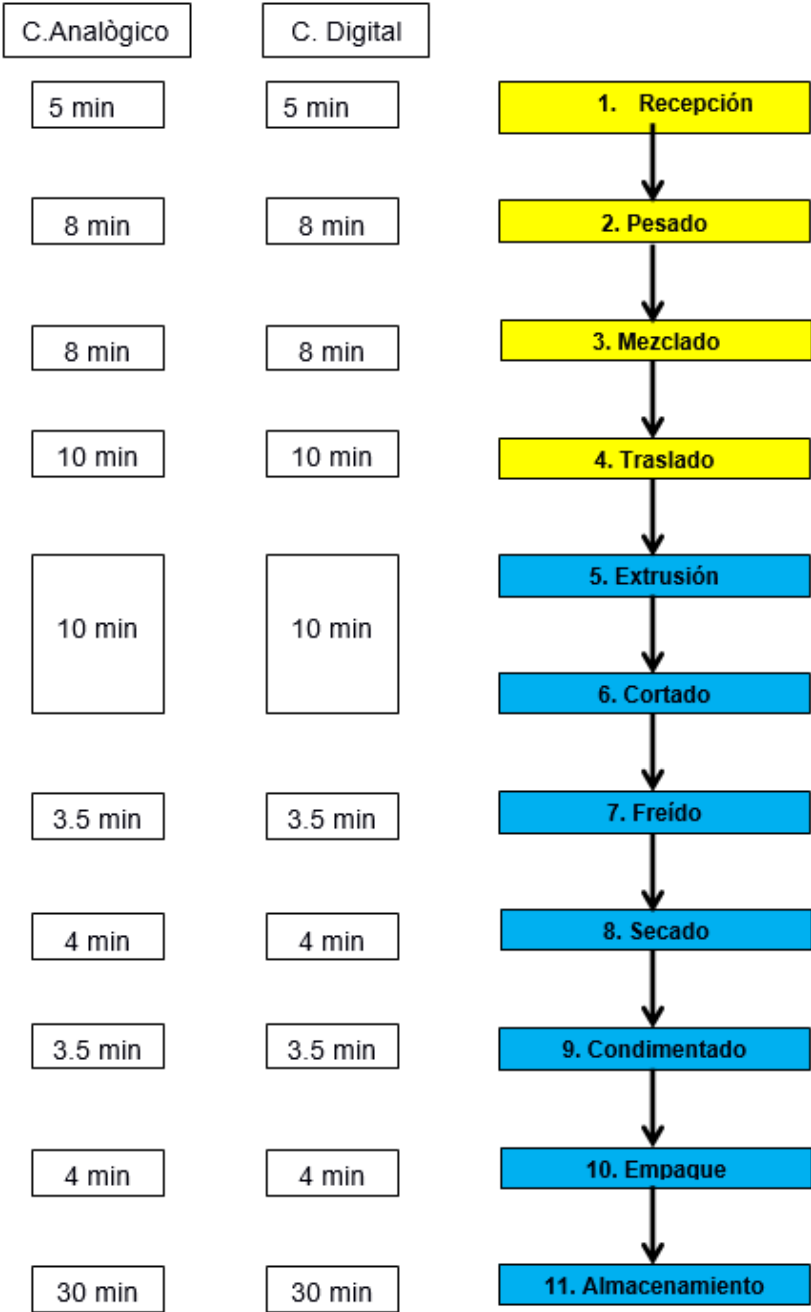 C.Analògico C. Digital
5 min 5 min 1. Recepción
8 min 8 min 2. Pesado
8 min 8 min 3. Mezclado
10 min 10 min 4. Traslado
5. Extrusión
10 min 10 min
6. Cortado
3.5 min 3.5 min 7. Freído
4 min 4 min 8. Secado
3.5 min 3.5 min 9. Condimentado
4 min 4 min 10. Empaque
30 min 30 min 11. Almacenamiento